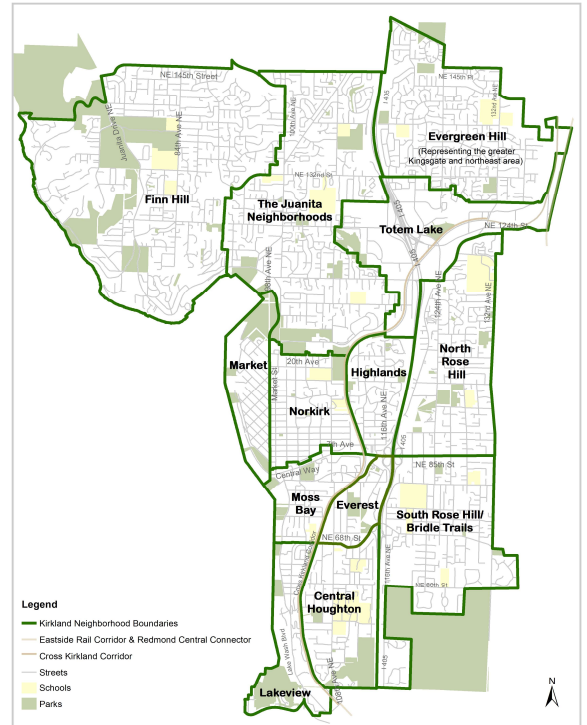 NE 145th Street
Juanita Drive NE
84th Ave NE
100th Ave NE
I 405
NE 145th St
132nd Ave NE
Evergreen Hill
(Representing the greater
Kingsgate and northeast area)
NE 132nd St
Finn Hill
The Juanita
Neighborhoods
I 405
Totem Lake
NE 124th St
I 405
98th Ave NE
124th Ave NE
132nd Ave NE
Market
Market St
20th Ave
Highlands
North
Rose
Hill
Norkirk
116th Ave NE
7th Ave
I 405
NE 85th St
Central Way
Moss
Bay
Everest
South Rose Hill/
Bridle Trails
NE 68th St
Cross Kirkland Corridor
116th Ave NE
NE 60th St
Central
Houghton
Lake Wash Blvd
I 405
108th Ave NE
Lakeview
Legend
Kirkland Neighborhood Boundaries
Eastside Rail Corridor & Redmond Central Connector
Cross Kirkland Corridor
Streets
Schools
Parks
N